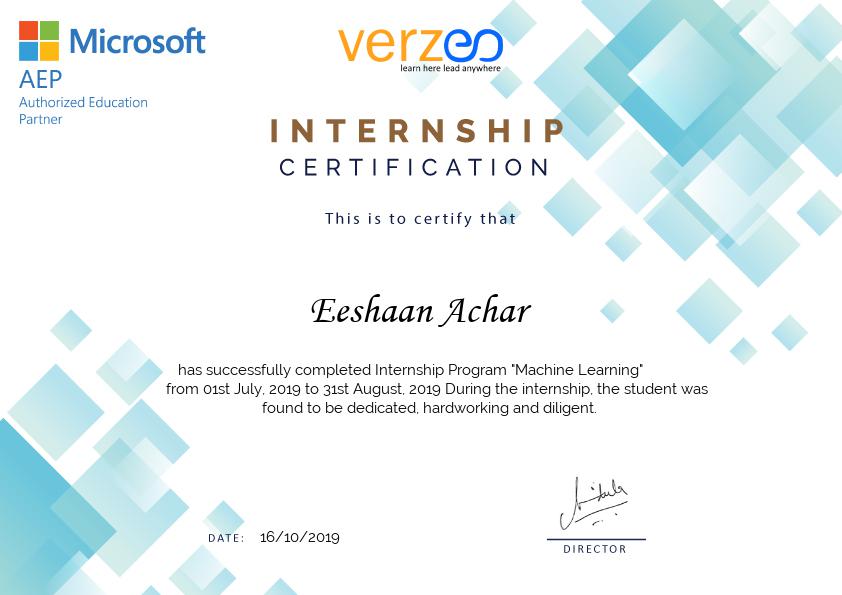 Microsoft
AEP
Authorized Education
Partner
verzeo
learn here lead anywhere
INTERNSHIP
CERTIFICATION
This is to certify that
Eeshaan Achar
has successfully completed Internship Program "Machine Learning"
from 01st July, 2019 to 31st August, 2019 During the internship, the student was
found to be dedicated, hardworking and diligent.
DATE: 16/10/2019
DIRECTOR